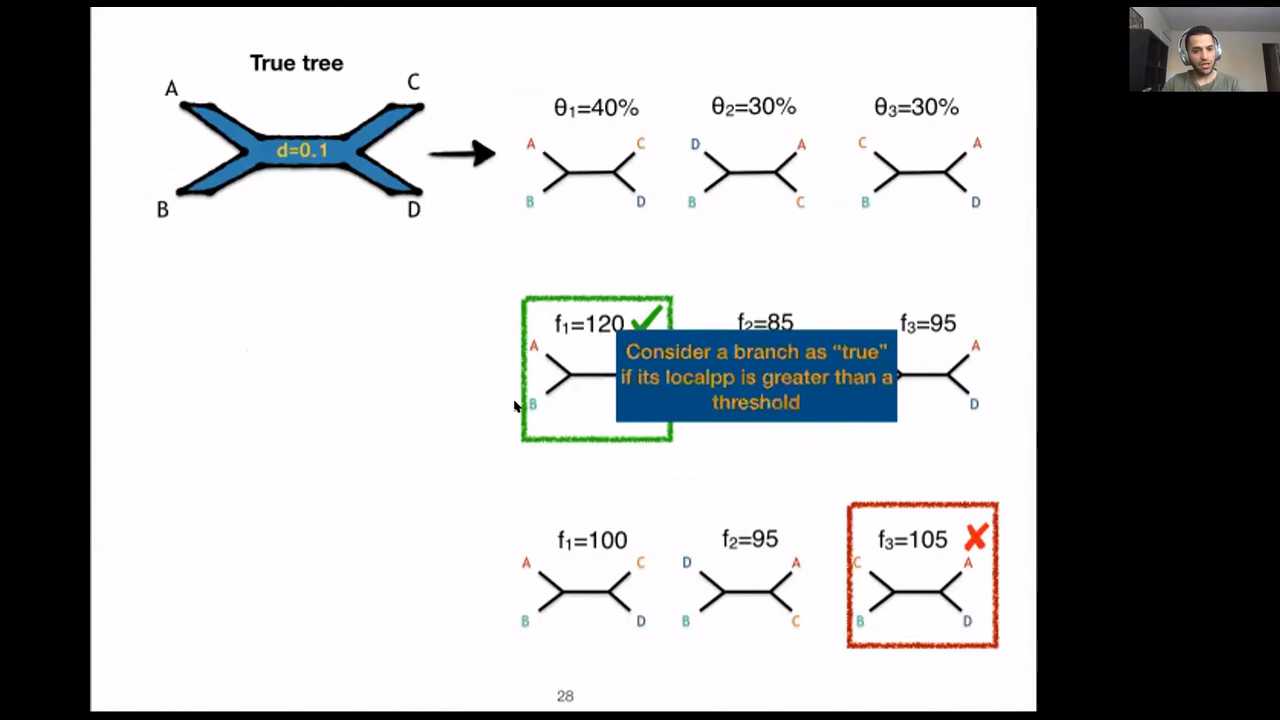 True tree
A
C
d=0.1
B
D
θ1=40%
θ2=30%
θ3=30%
A
C
B
D
D
A
B
C
C
A
B
D
f1=120
f2=85
f3=95
A
B
A
D
Consider a branch as “true”
if its localpp is greater than a
threshold
f1=100
f2=95
f3=105
A
C
B
D
D
A
B
C
C
A
B
D
28